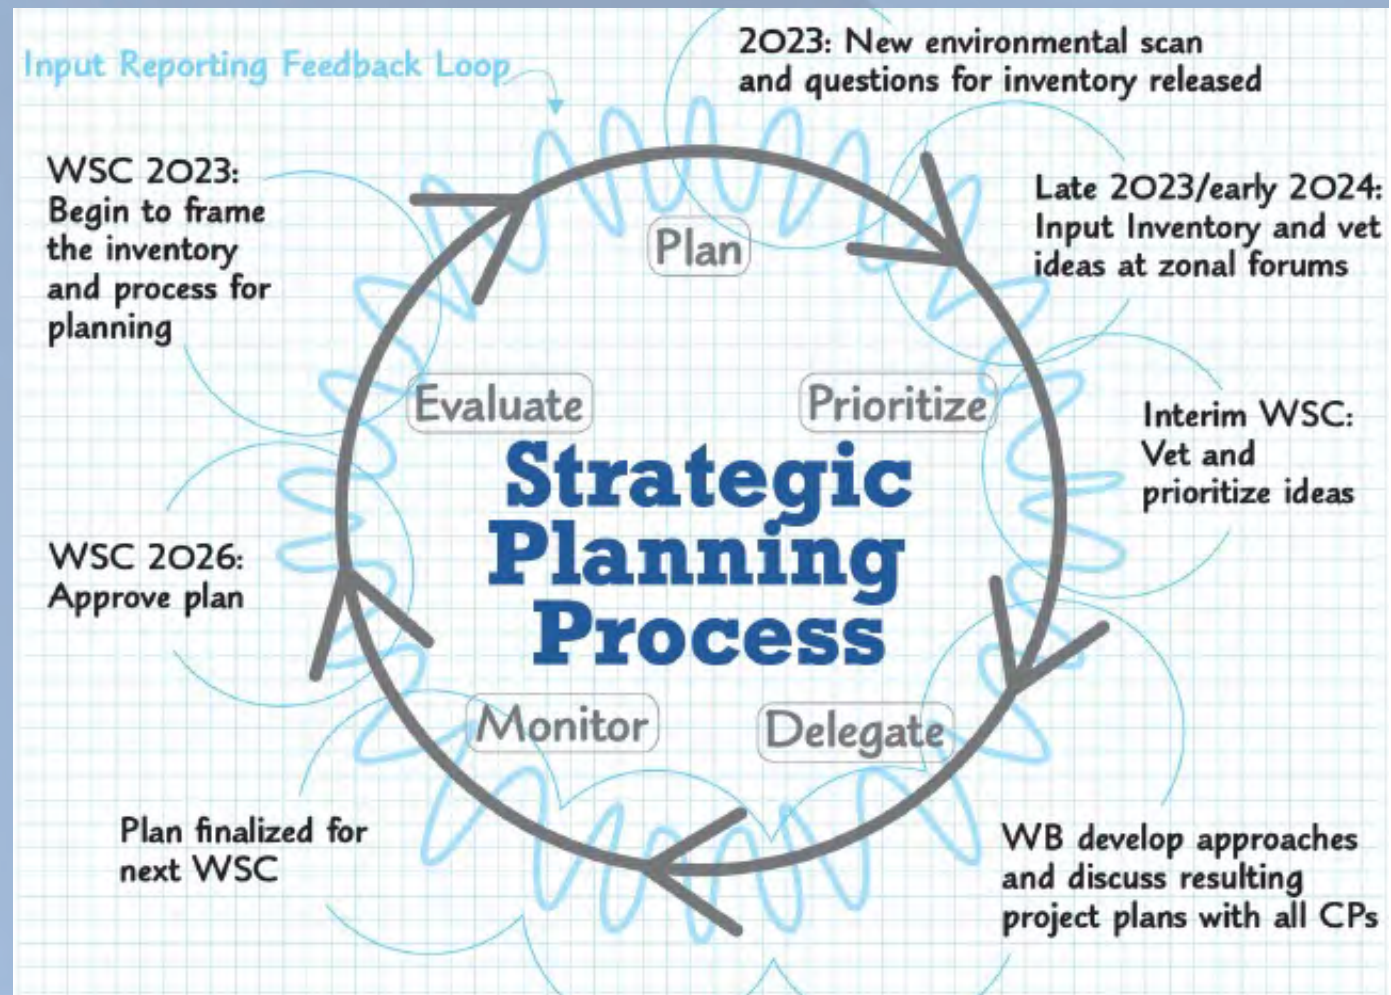 Input Reporting Feedback Loop
2023: New environmental scan
and questions for inventory released
WSC 2023:
Begin to frame
the inventory
and process for
planning
Late 2023/early 2024:
Input Inventory and vet
ideas at zonal forums
Plan
Evaluate
Prioritize
Interim WSC:
Vet and
prioritize ideas
Strategic
Planning
Process
WSC 2026:
Approve plan
Monitor
Delegate
Plan finalized for
next WSC
WB develop approaches
and discuss resulting
project plans with all CPs